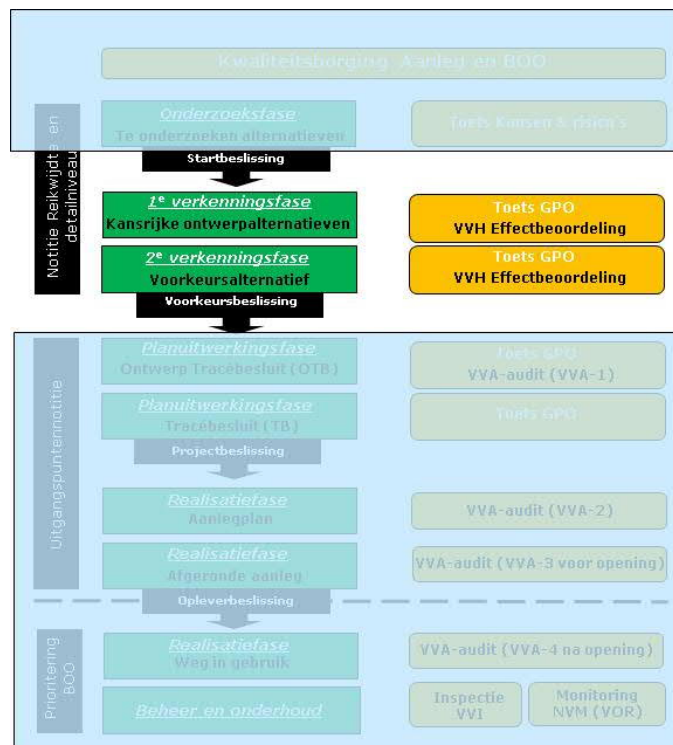 Kwaliteitsborging Aanleg en BOO
Notitie Reikwijdte en
detailniveau
Onderzoeksfase
Te onderzoeken alternatieven
Toets Kansen & risico's
Startbeslissing
1e verkenningsfase
Kansrijke ontwerpalternatieven
Toets GPO
VVH Effectbeoordeling
2e verkenningsfase
Voorkeursalternatief
Toets GPO
VVH Effectbeoordeling
Voorkeursbeslissing
Uitgangspuntennotitie
Planuitwerkingsfase
Ontwerp Tracébesluit (OTB)
Toets GPO
VVA-audit (VVA-1)
Planuitwerkingsfase
Tracébesluit (TB)
Toets GPO
Projectbeslissing
Realisatiefase
Aanlegplan
VVA-audit (VVA-2)
Realisatiefase
Afgeronde aanleg
VVA-audit (VVA-3 voor opening)
Opleverbeslissing
Prioritering
BOO
Realisatiefase
Weg in gebruik
VVA-audit (VVA-4 na opening)
Beheer en onderhoud
Inspectie
VVI
Monitoring
NVM (VOR)